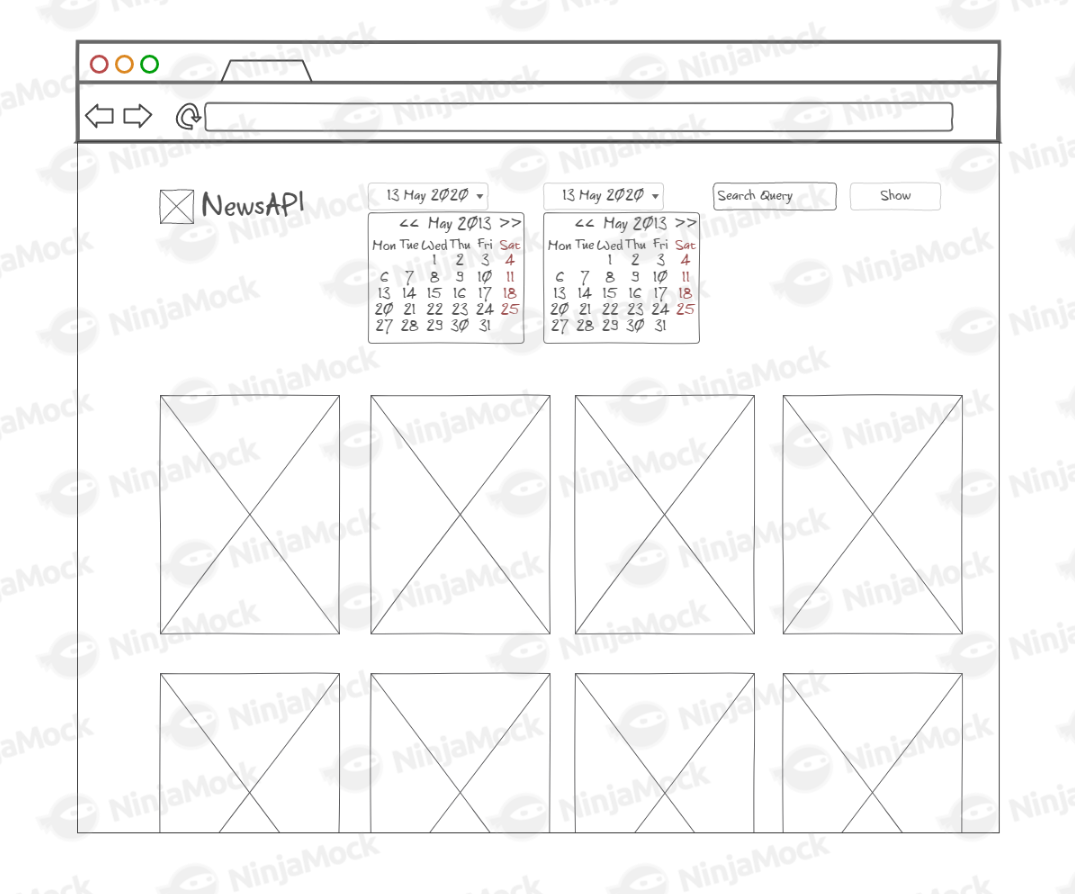 NewsAPI
13 May 2020
13 May 2020
Search Query
Show
<< May 2013 >>
Mon Tue Wed Thu Fri Sat
1 2 3 4
6 7 8 9 10 11
13 14 15 16 17 18
20 21 22 23 24 25
27 28 29 30 31
<< May 2013 >>
Mon Tue Wed Thu Fri Sat
1 2 3 4
6 7 8 9 10 11
13 14 15 16 17 18
20 21 22 23 24 25
27 28 29 30 31
NinjaMock